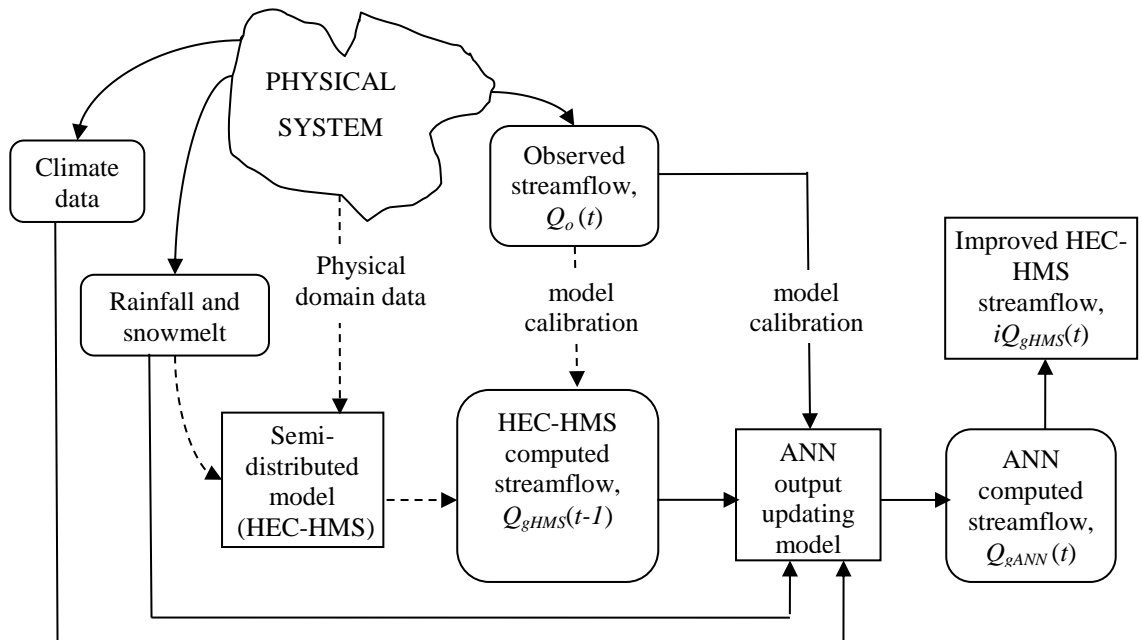 PHYSICAL
SYSTEM
Climate
data
Observed
streamflow,
Qo (t)
Rainfall and
snowmelt
Physical
domain data
model
calibration
model
calibration
Improved HEC-
HMS
streamflow,
iQgHMS(t)
Semi-
distributed
model
(HEC-HMS)
HEC-HMS
computed
streamflow,
QgHMS(t-1)
ANN
output
updating
model
ANN
computed
streamflow,
QgANN (t)